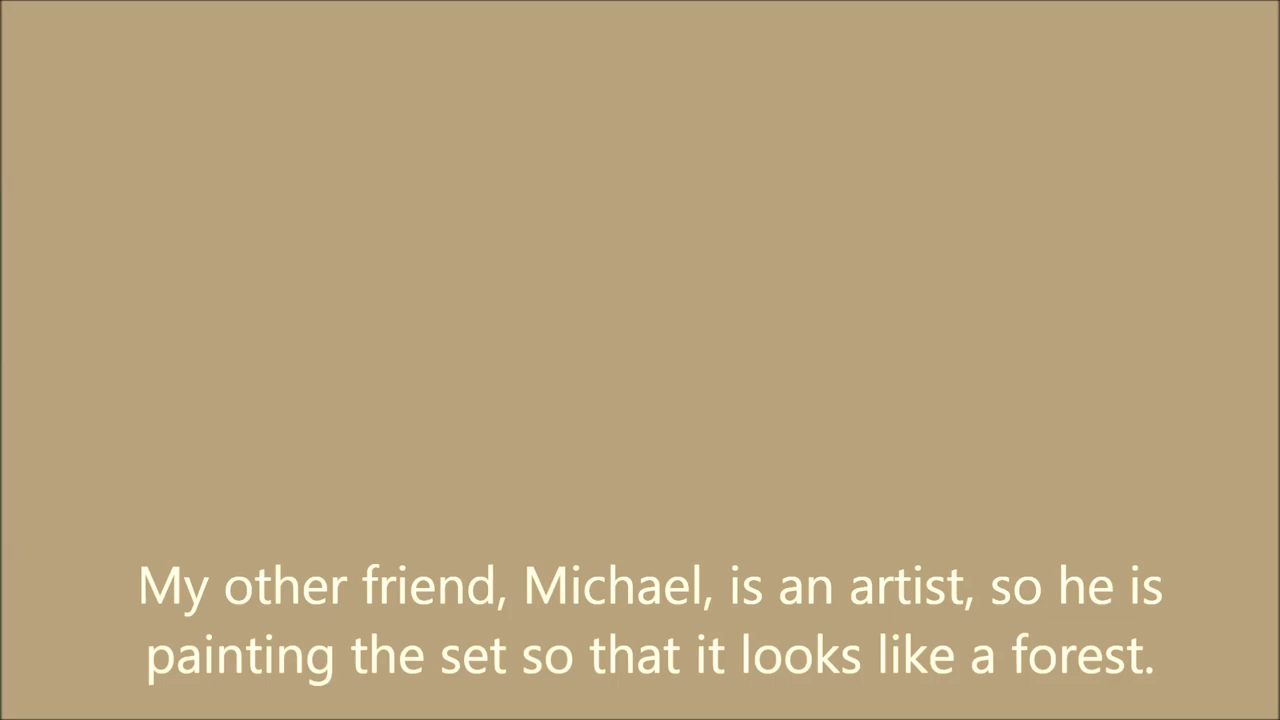 My other friend, Michael, is an artist, so he is
painting the set so that it looks like a forest.